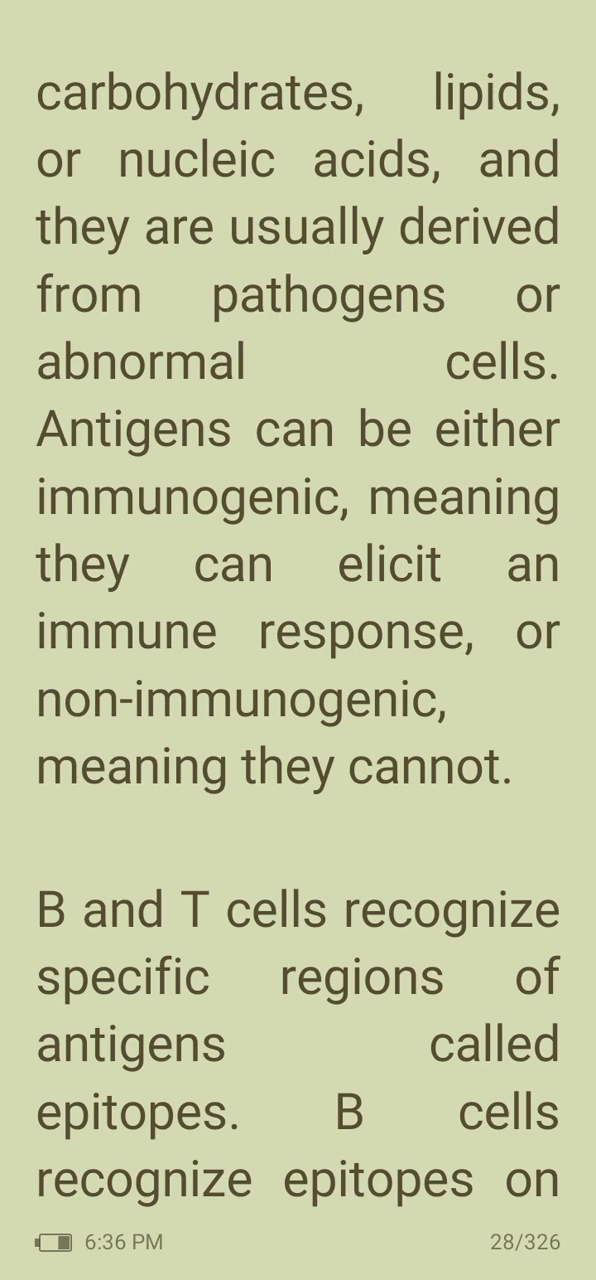 carbohydrates, lipids,
or nucleic acids, and
they are usually derived
from pathogens or
abnormal cells.
Antigens can be either
immunogenic, meaning
they can elicit an
immune response, or
non-immunogenic,
meaning they cannot.
B and T cells recognize
specific regions of
antigens called
epitopes. B cells
recognize epitopes on
6:36 PM 28/326